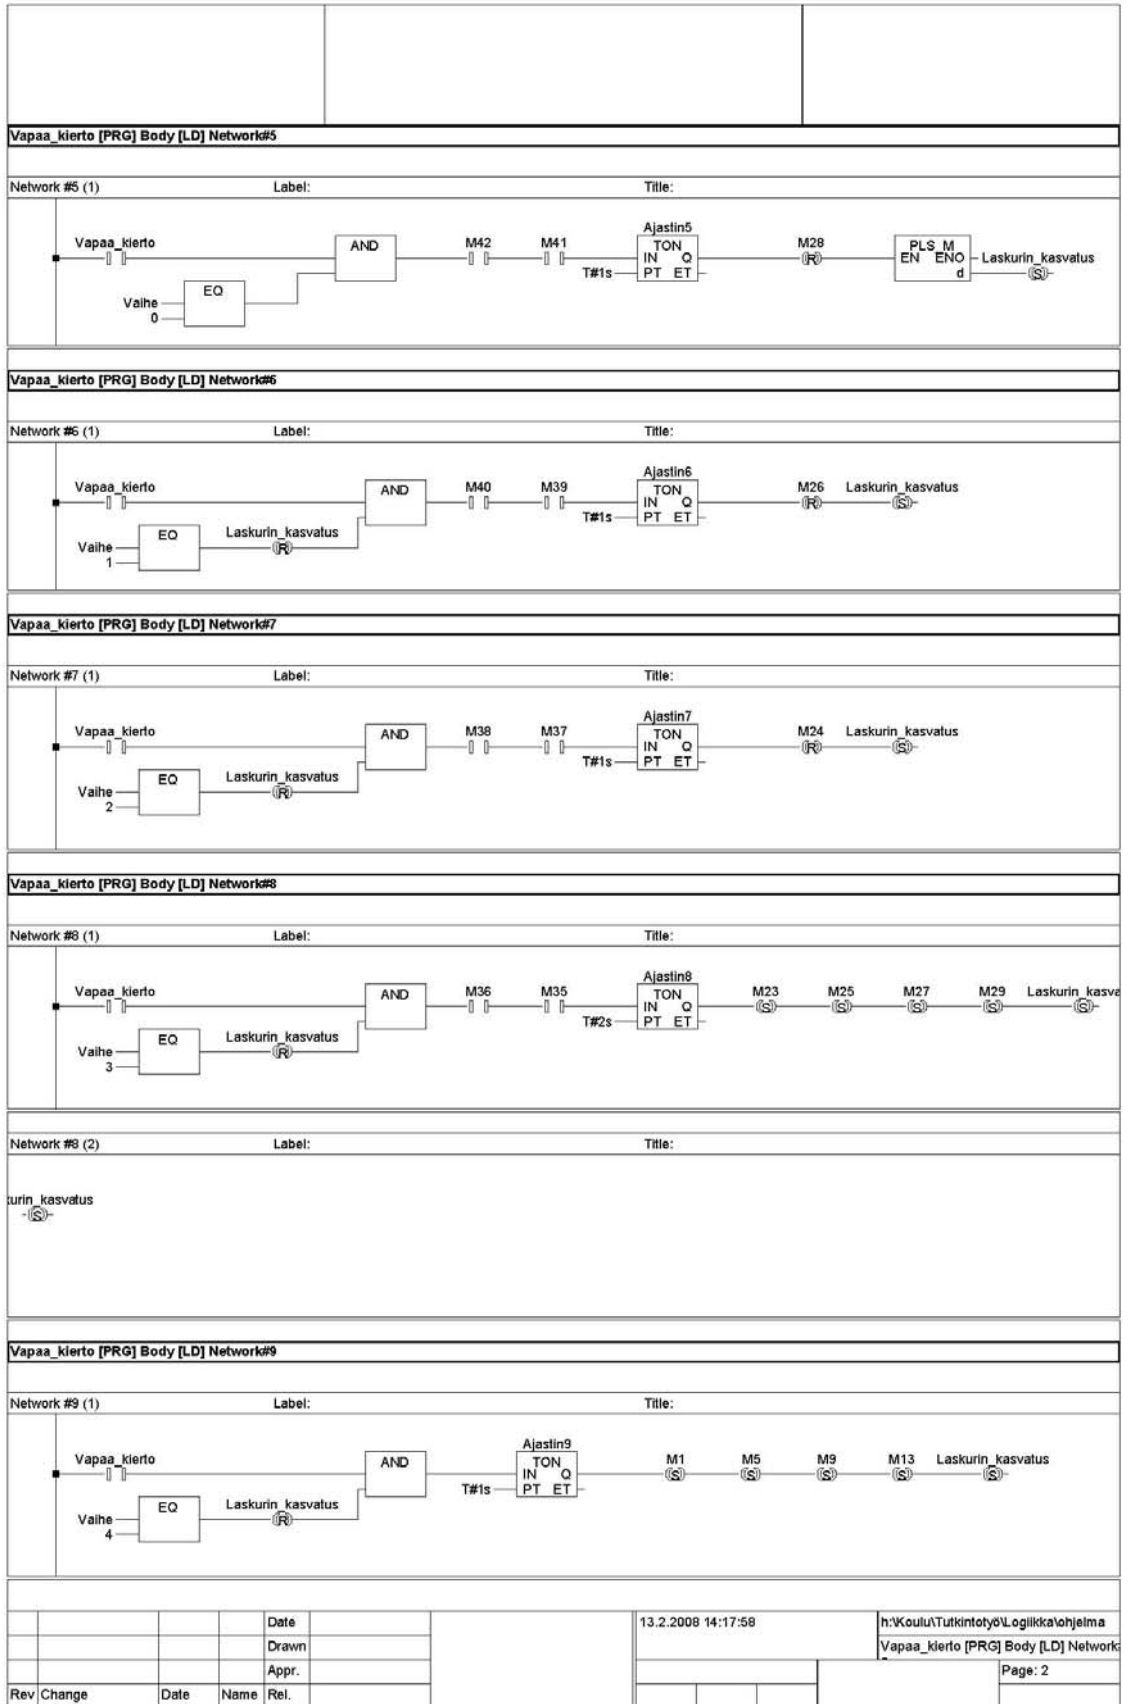 Vapaa_kierto [PRG] Body [LD] Network#5
Network #5 (1) Label: Title:
Ajastin5
Vapaa_kierto AND M42 M41 TON M28 PLS_M
IN Q (R) EN ENO Laskurin_kasvatus
T#1s PT ET d (S)
EQ
Vaihe
0
Vapaa_kierto [PRG] Body [LD] Network#6
Network #6 (1) Label: Title:
Ajastin6
Vapaa_kierto AND M40 M39 TON M26 Laskurin_kasvatus
IN Q (R) (S)
T#1s PT ET
EQ Laskurin_kasvatus
Vaihe (R)
1
Vapaa_kierto [PRG] Body [LD] Network#7
Network #7 (1) Label: Title:
Ajastin7
Vapaa_kierto AND M38 M37 TON M24 Laskurin_kasvatus
IN Q (R) (S)
T#1s PT ET
EQ Laskurin_kasvatus
Vaihe (R)
2
Vapaa_kierto [PRG] Body [LD] Network#8
Network #8 (1) Label: Title:
Ajastin8
Vapaa_kierto AND M36 M35 TON M23 M25 M27 M29 Laskurin_kasva
IN Q (S) (S) (S) (S) (S)
T#2s PT ET
EQ Laskurin_kasvatus
Vaihe (R)
3
Network #8 (2) Label: Title:
kurin_kasvatus
(S)
Vapaa_kierto [PRG] Body [LD] Network#9
Network #9 (1) Label: Title:
Ajastin9
Vapaa_kierto AND TON M1 M5 M9 M13 Laskurin_kasvatus
IN Q (S) (S) (S) (S) (S)
T#1s PT ET
EQ Laskurin_kasvatus
Vaihe (R)
4
Date 13.2.2008 14:17:58 h:\Koulu\Tutkintotyö\Logiikka\ohjelma
Drawn Vapaa_kierto [PRG] Body [LD] Network
Appr. Page: 2
Rev Change Date Name Rel.